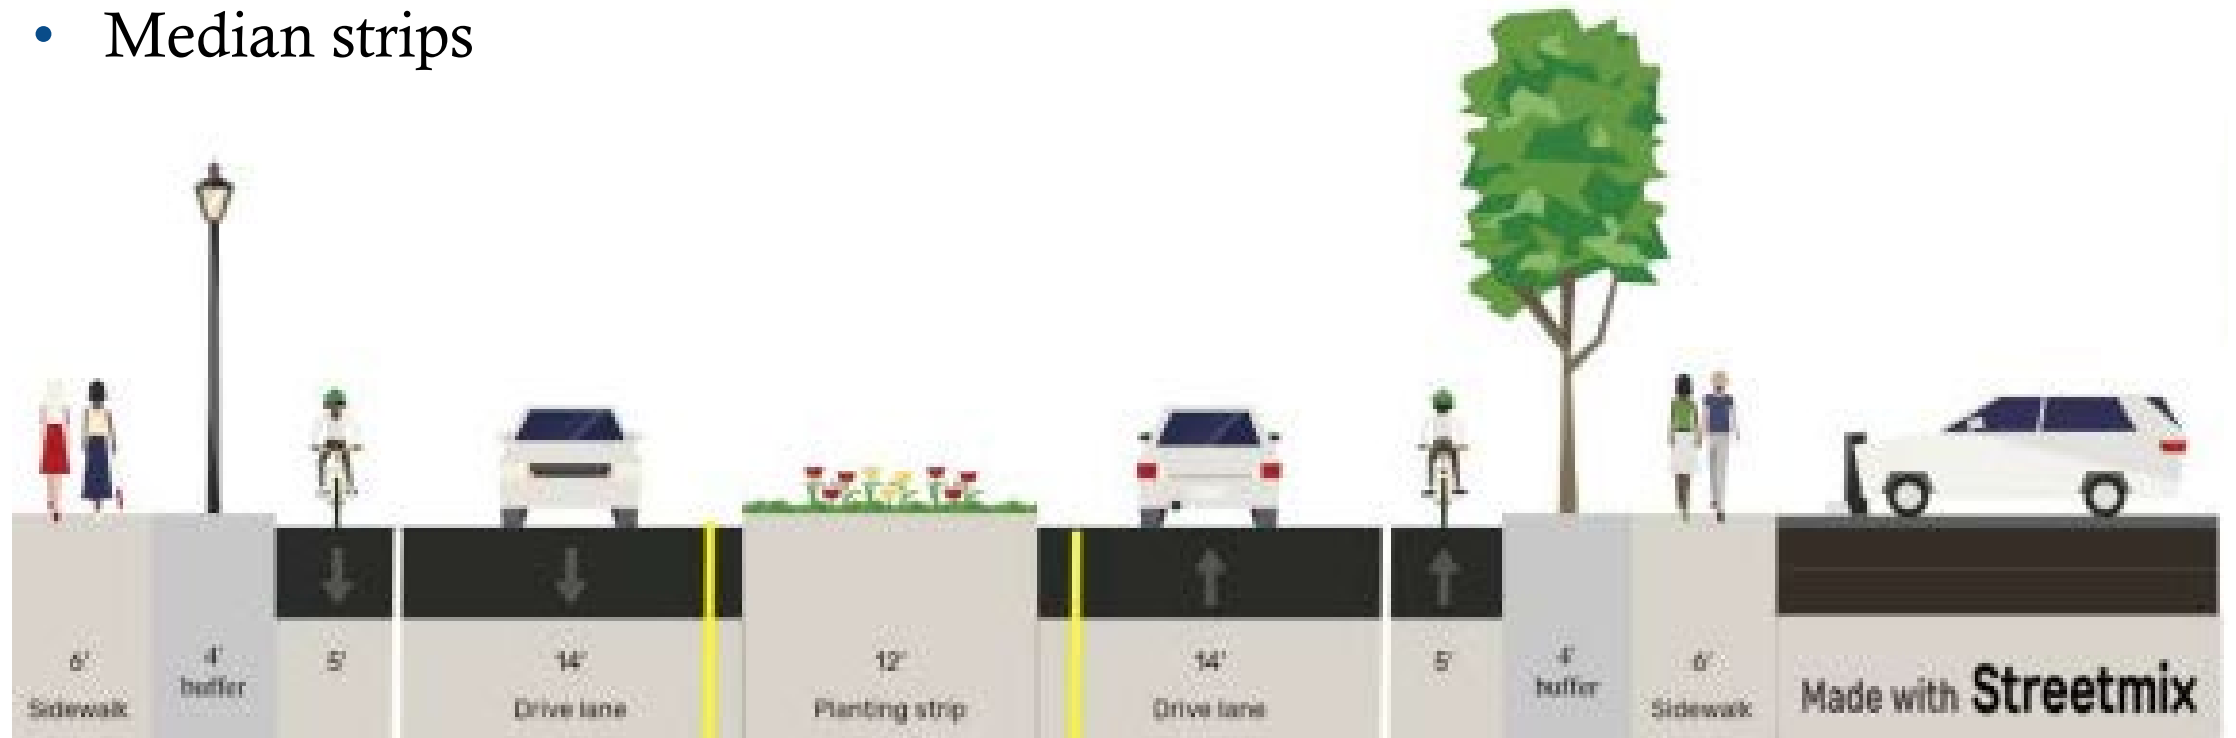 • Median strips
6'
Sidewalk
4'
buffer
5'
14'
Drive lane
12'
Planting strip
14'
Drive lane
5'
4'
buffer
6'
Sidewalk
Made with Streetmix